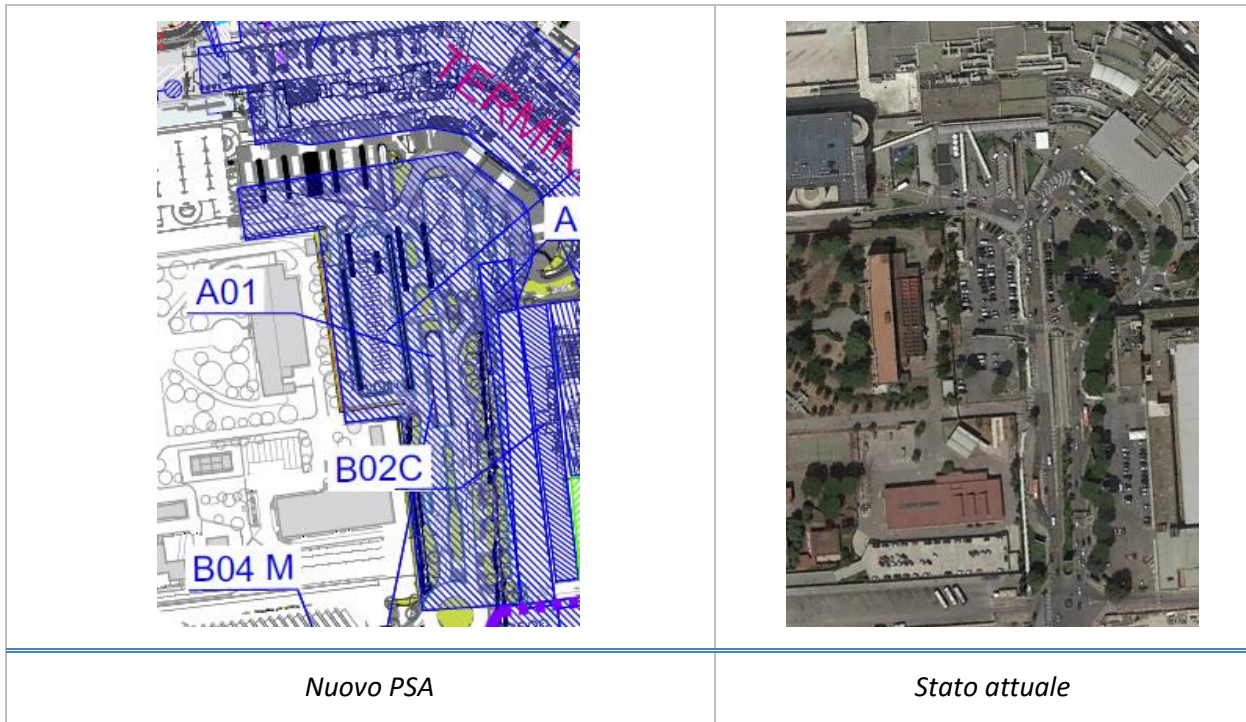 TERMIN
A
A01
B02C
B04 M
Nuovo PSA
Stato attuale